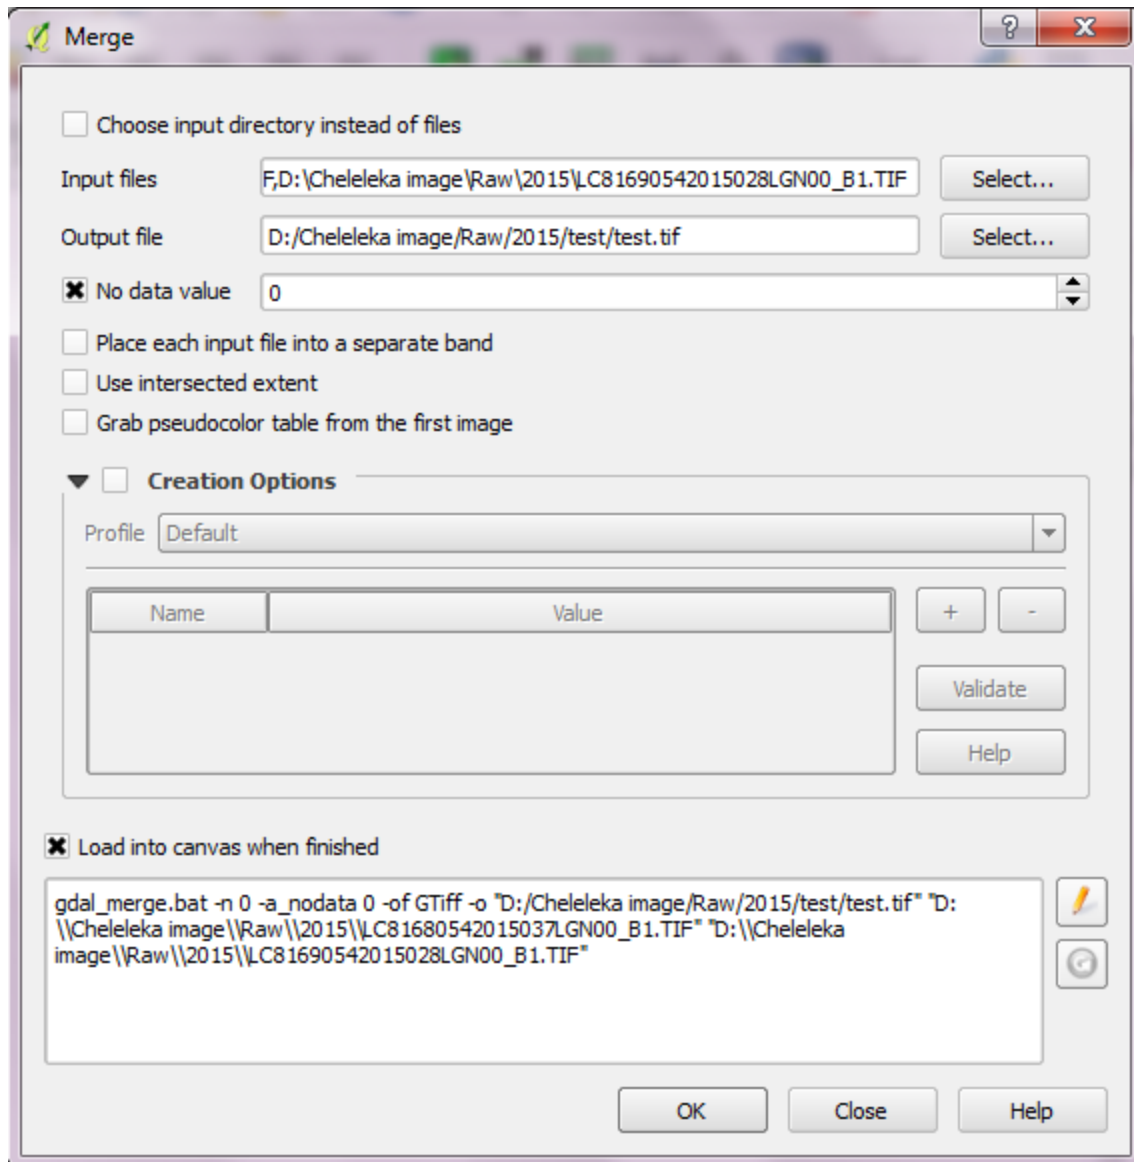 Merge
Choose input directory instead of files
Input files F,D:\Cheleleka image\Raw\2015\LC81690542015028LGN00_B1.TIF Select...
Output file D:/Cheleleka image/Raw/2015/test/test.tif Select...
No data value 0
Place each input file into a separate band
Use intersected extent
Grab pseudocolor table from the first image
Creation Options
Profile Default
Name Value + -
Validate
Help
Load into canvas when finished
gdal_merge.bat -n 0 -a_nodata 0 -of GTiff -o "D:/Cheleleka image/Raw/2015/test/test.tif" "D:
\\Cheleleka image\\Raw\\2015\\LC81680542015037LGN00_B1.TIF" "D:\\Cheleleka
image\\Raw\\2015\\LC81690542015028LGN00_B1.TIF"
OK Close Help